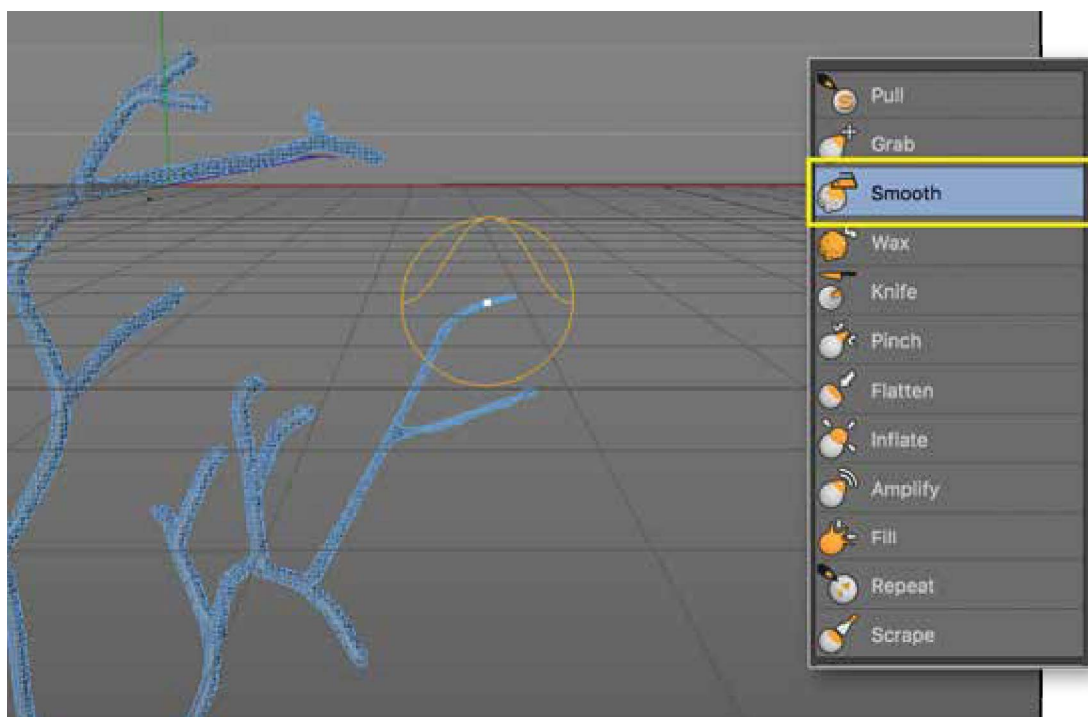 Pull
Grab
Smooth
Wax
Knife
Pinch
Flatten
Inflate
Amplify
Fill
Repeat
Scrape